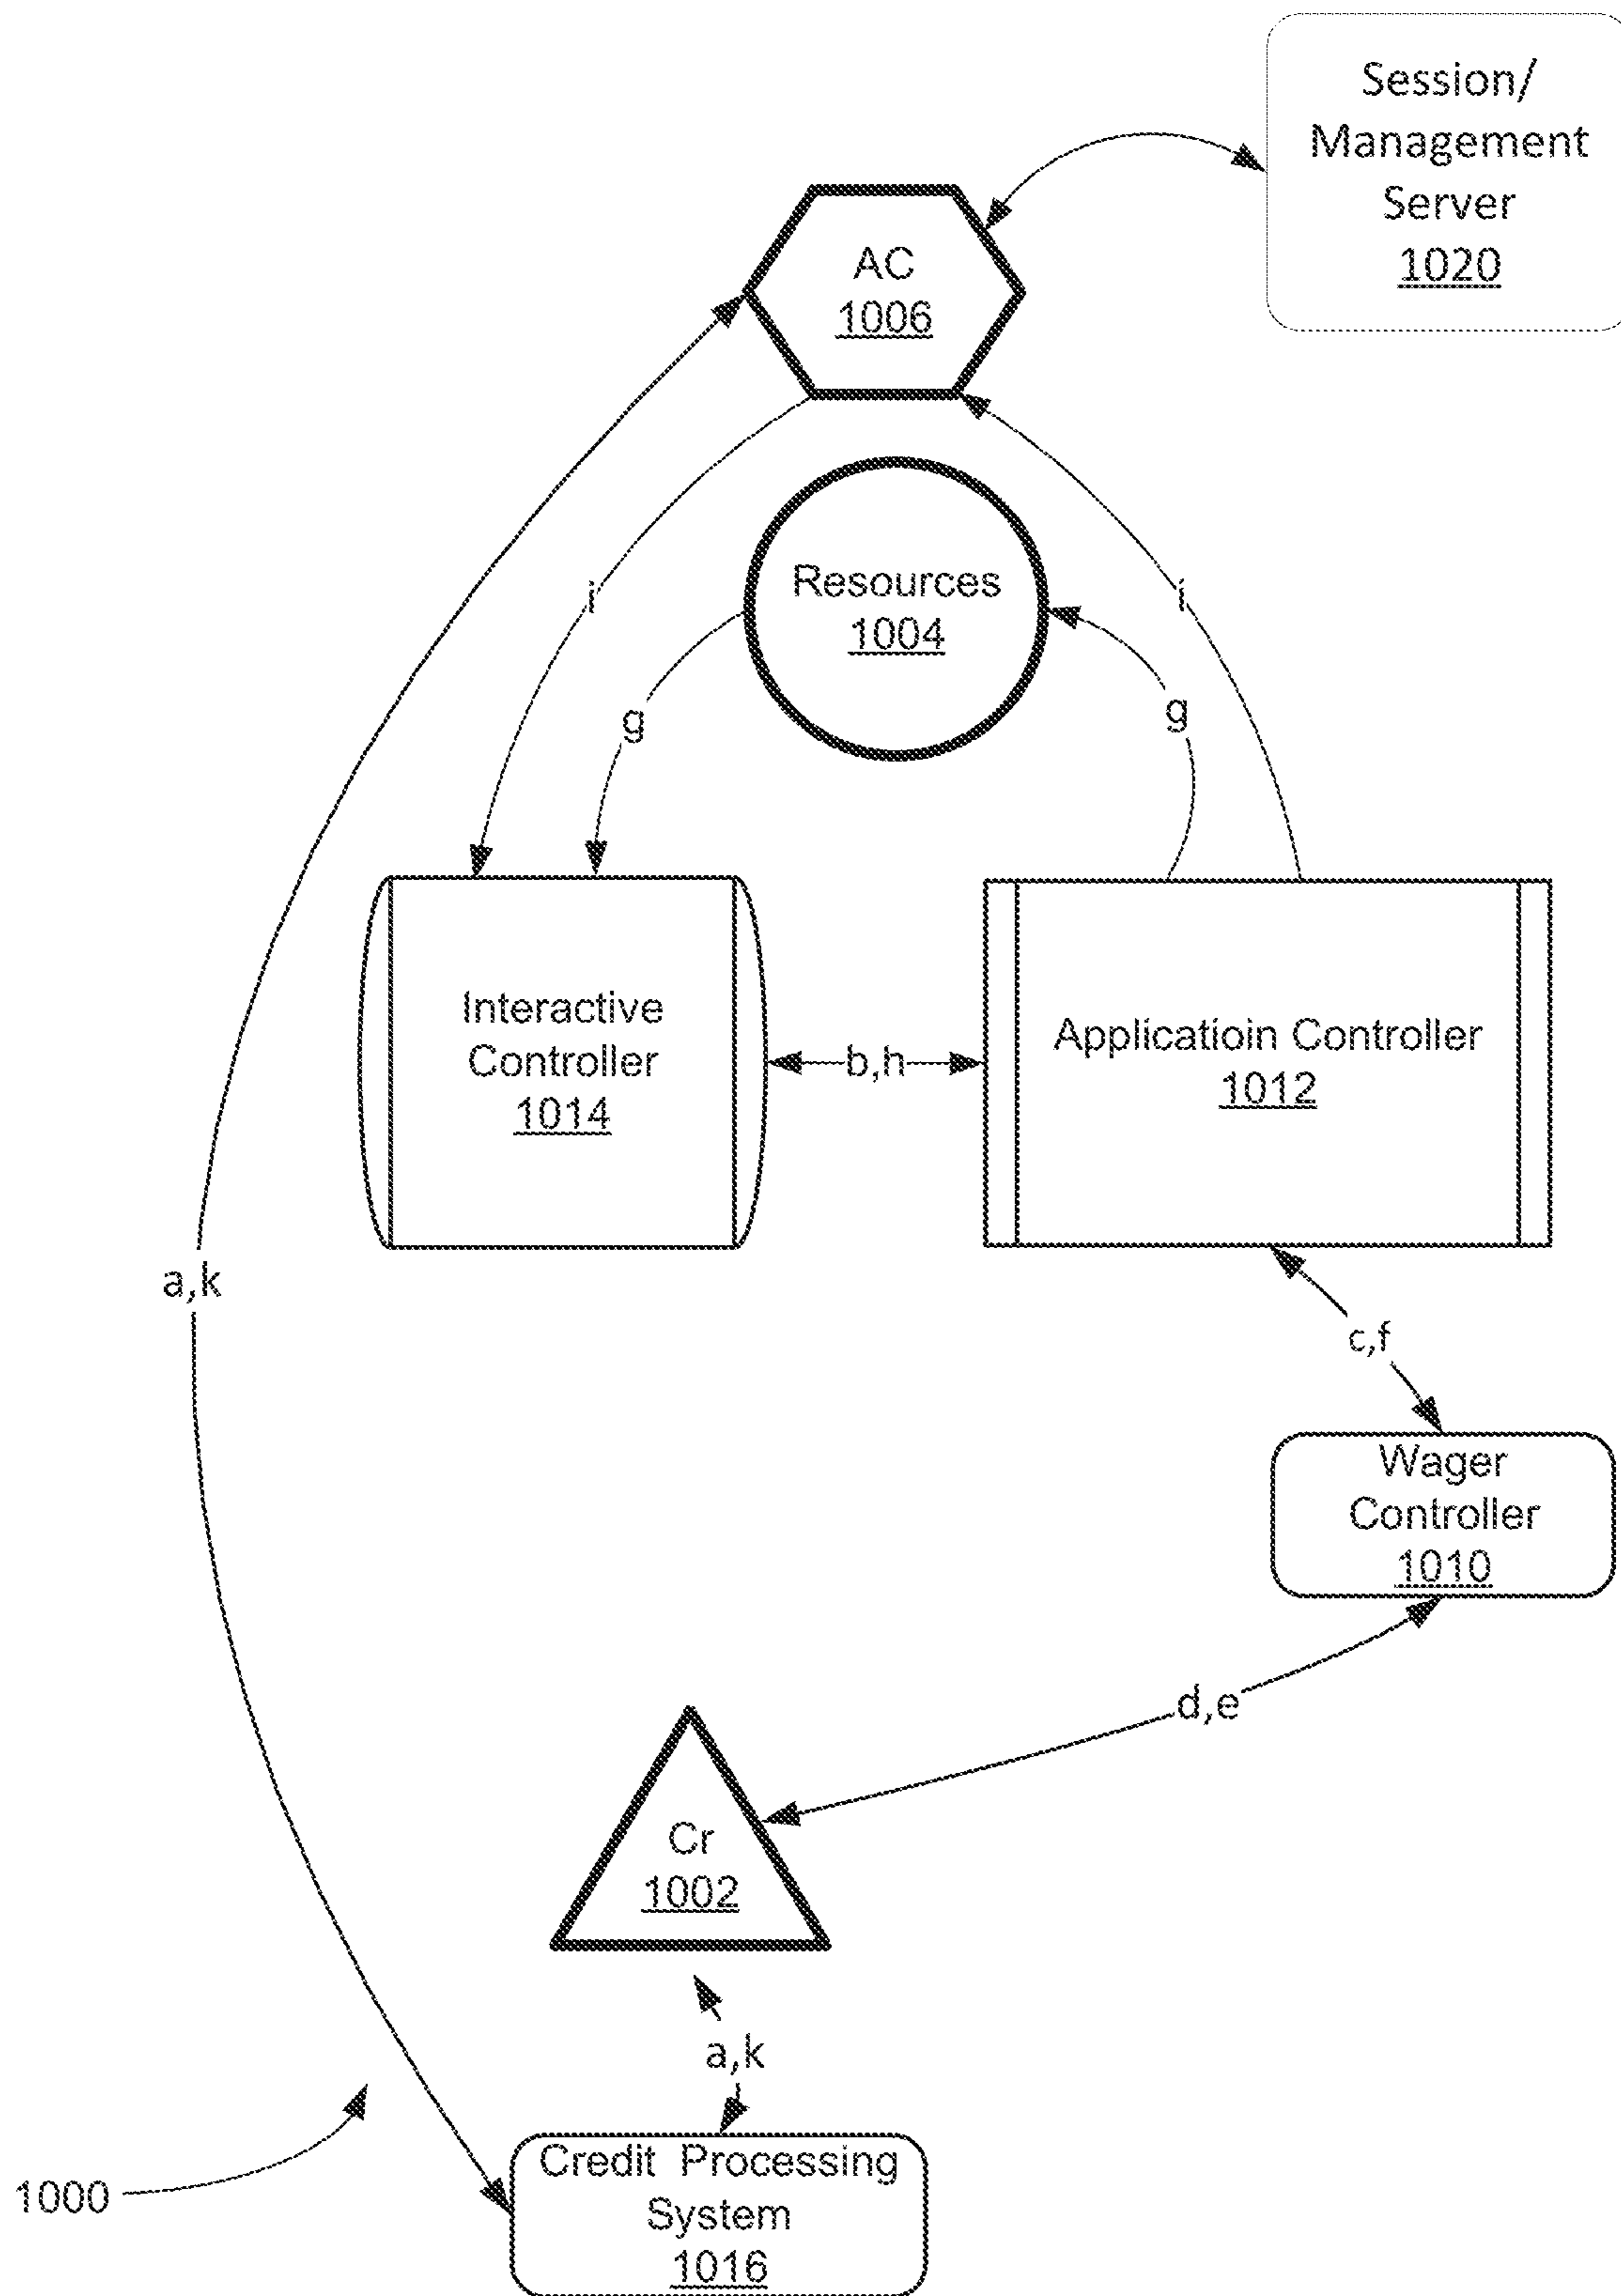 Session/
Management
Server
1020
AC
1006
Resources
1004
i
i
g
g
Interactive
Controller
1014
b,h
Applicatioin Controller
1012
a,k
c,f
Wager
Controller
1010
d,e
Cr
1002
a,k
1000
Credit Processing
System
1016